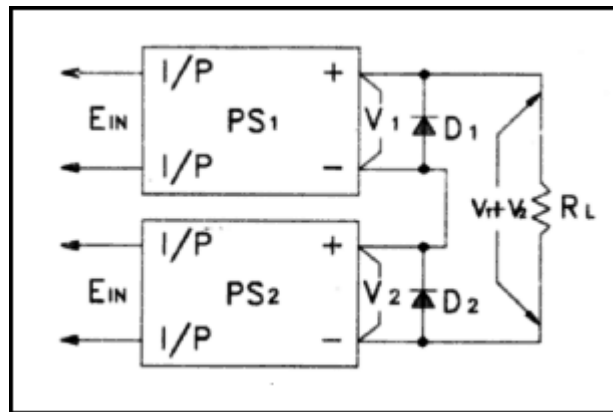 I/P +
EIN PS1 V1 D1
I/P −
V1+V2 RL
I/P +
EIN PS2 V2 D2
I/P −